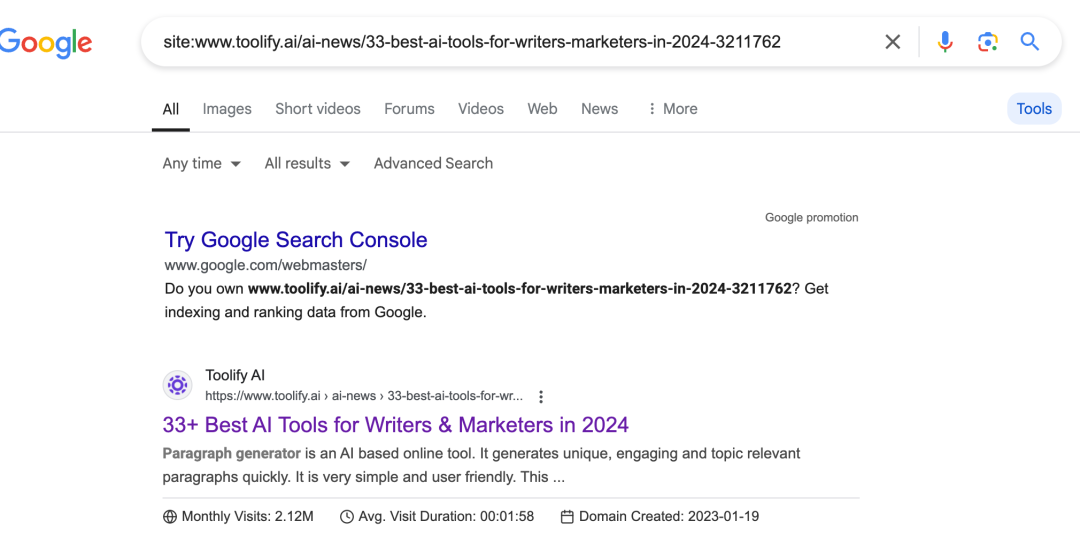 Google
site:www.toolify.ai/ai-news/33-best-ai-tools-for-writers-marketers-in-2024-3211762
All Images Short videos Forums Videos Web News More Tools
Any time All results Advanced Search
Google promotion
Try Google Search Console
www.google.com/webmasters/
Do you own www.toolify.ai/ai-news/33-best-ai-tools-for-writers-marketers-in-2024-3211762? Get
indexing and ranking data from Google.
Toolify AI
https://www.toolify.ai › ai-news › 33-best-ai-tools-for-wr...
33+ Best AI Tools for Writers & Marketers in 2024
Paragraph generator is an AI based online tool. It generates unique, engaging and topic relevant
paragraphs quickly. It is very simple and user friendly. This ...
Monthly Visits: 2.12M Avg. Visit Duration: 00:01:58 Domain Created: 2023-01-19